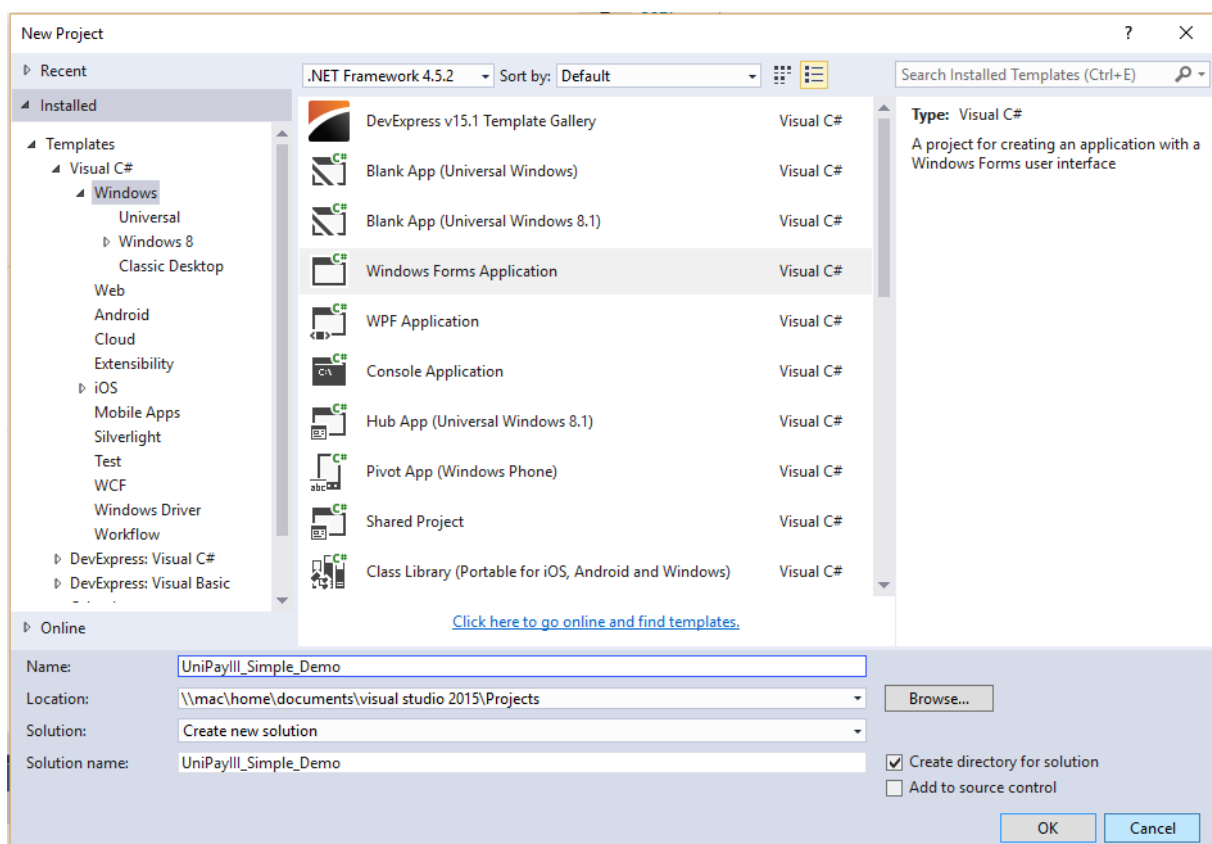 New Project
?
Recent
Installed
Templates
Visual C#
Windows
Universal
Windows 8
Classic Desktop
Web
Android
Cloud
Extensibility
iOS
Mobile Apps
Silverlight
Test
WCF
Windows Driver
Workflow
DevExpress: Visual C#
DevExpress: Visual Basic
Online
.NET Framework 4.5.2 Sort by: Default
DevExpress v15.1 Template Gallery Visual C#
Blank App (Universal Windows) Visual C#
Blank App (Universal Windows 8.1) Visual C#
Windows Forms Application Visual C#
WPF Application Visual C#
Console Application Visual C#
Hub App (Universal Windows 8.1) Visual C#
Pivot App (Windows Phone) Visual C#
Shared Project Visual C#
Class Library (Portable for iOS, Android and Windows) Visual C#
Click here to go online and find templates.
Search Installed Templates (Ctrl+E)
Type: Visual C#
A project for creating an application with a
Windows Forms user interface
Name: UniPayIII_Simple_Demo
Location: \\mac\home\documents\visual studio 2015\Projects
Browse...
Solution: Create new solution
Solution name: UniPayIII_Simple_Demo
Create directory for solution
Add to source control
OK Cancel